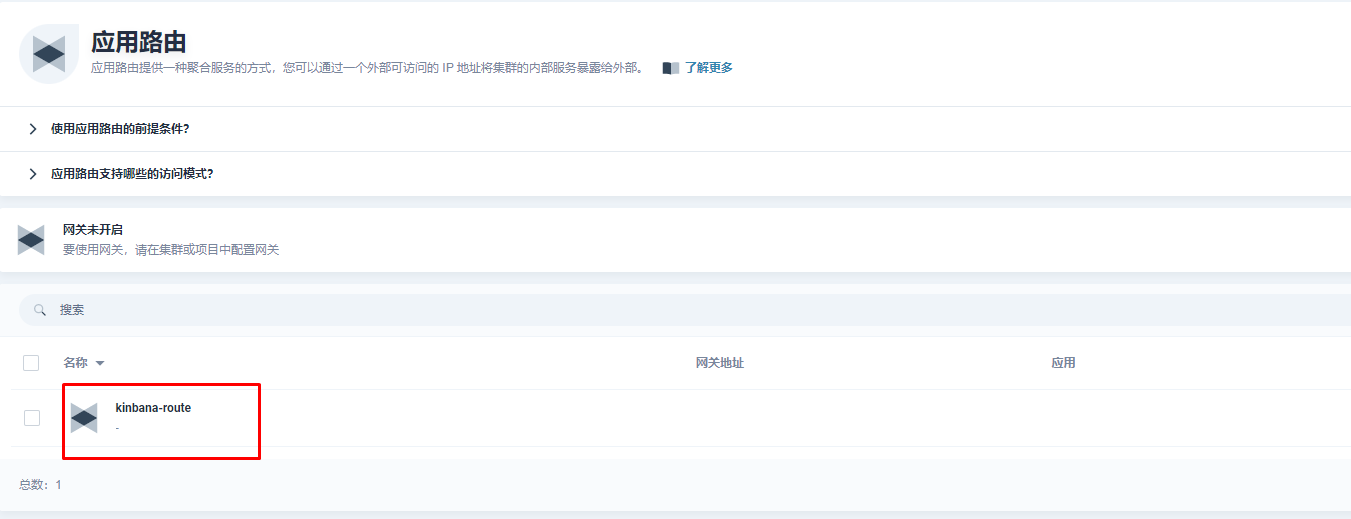 应用路由
应用路由提供一种聚合服务的方式，您可以通过一个外部可访问的 IP 地址将集群的内部服务暴露给外部。 了解更多
使用应用路由的前提条件?
应用路由支持哪些的访问模式?
网关未开启
要使用网关，请在集群或项目中配置网关
搜索
名称 网关地址 应用
kinbana-route
-
总数：1